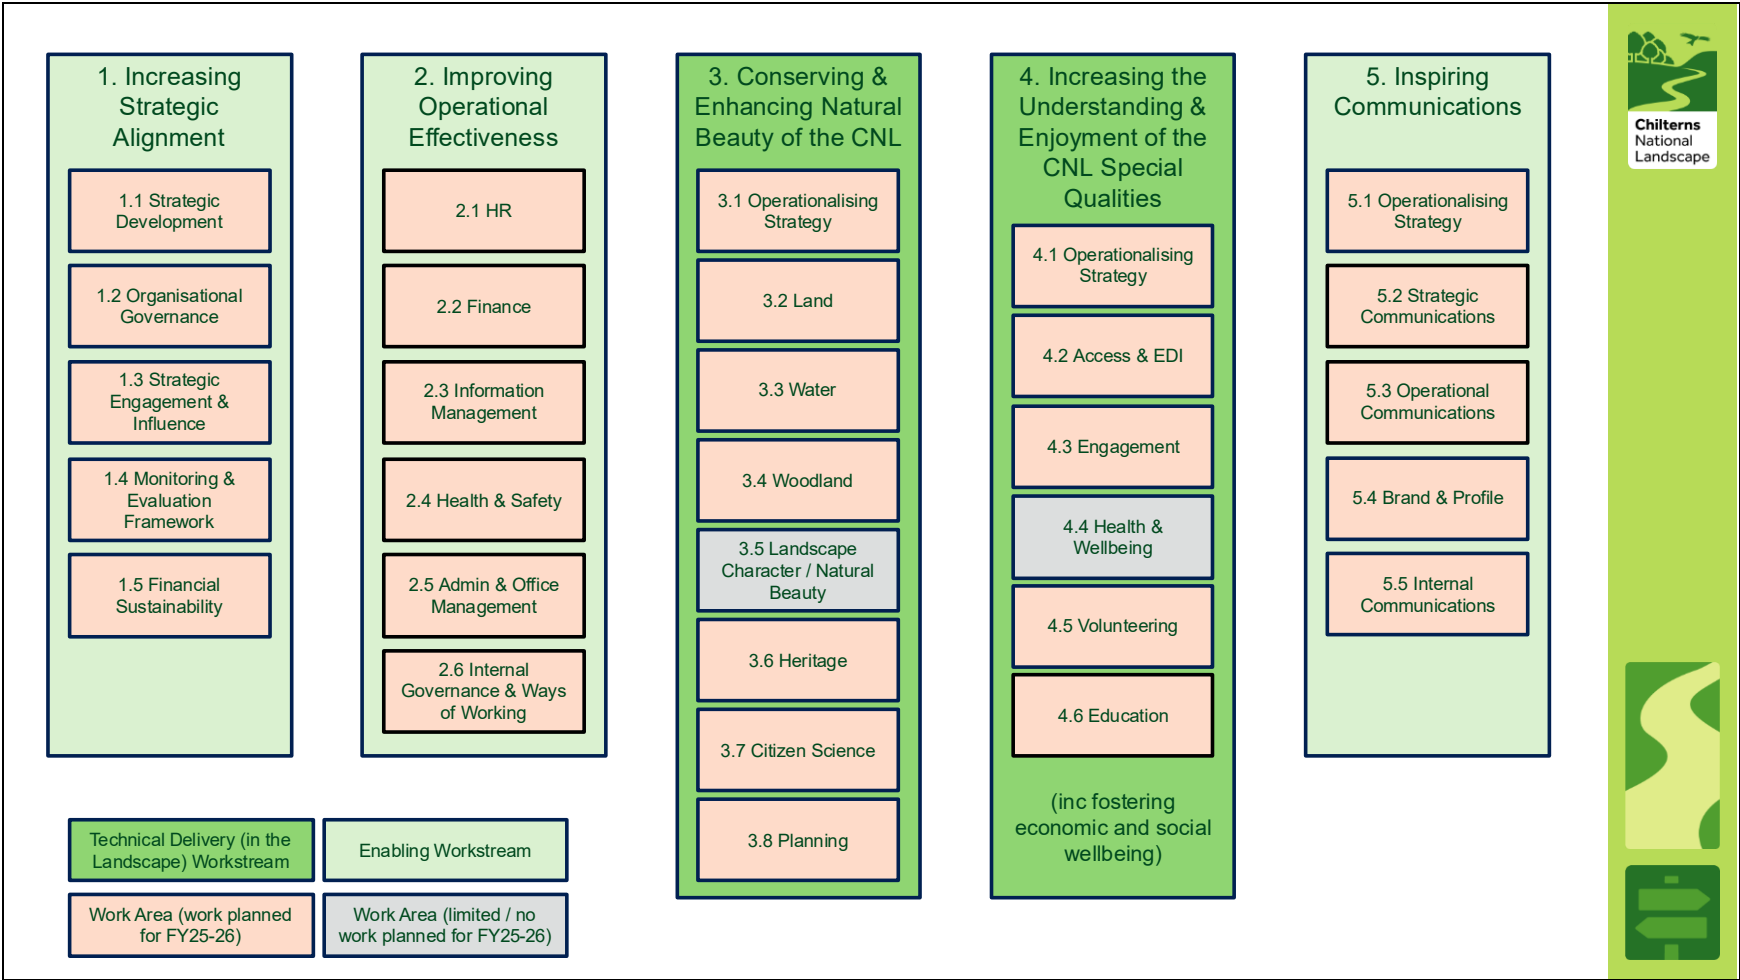 1. Increasing
Strategic
Alignment
1.1 Strategic
Development
1.2 Organisational
Governance
1.3 Strategic
Engagement &
Influence
1.4 Monitoring &
Evaluation
Framework
1.5 Financial
Sustainability
2. Improving
Operational
Effectiveness
2.1 HR
2.2 Finance
2.3 Information
Management
2.4 Health & Safety
2.5 Admin & Office
Management
2.6 Internal
Governance & Ways
of Working
3. Conserving &
Enhancing Natural
Beauty of the CNL
3.1 Operationalising
Strategy
3.2 Land
3.3 Water
3.4 Woodland
3.5 Landscape
Character / Natural
Beauty
3.6 Heritage
3.7 Citizen Science
3.8 Planning
4. Increasing the
Understanding &
Enjoyment of the
CNL Special
Qualities
4.1 Operationalising
Strategy
4.2 Access & EDI
4.3 Engagement
4.4 Health &
Wellbeing
4.5 Volunteering
4.6 Education
(inc fostering
economic and social
wellbeing)
5. Inspiring
Communications
5.1 Operationalising
Strategy
5.2 Strategic
Communications
5.3 Operational
Communications
5.4 Brand & Profile
5.5 Internal
Communications
Chilterns
National
Landscape
Technical Delivery (in the
Landscape) Workstream
Enabling Workstream
Work Area (work planned
for FY25-26)
Work Area (limited / no
work planned for FY25-26)